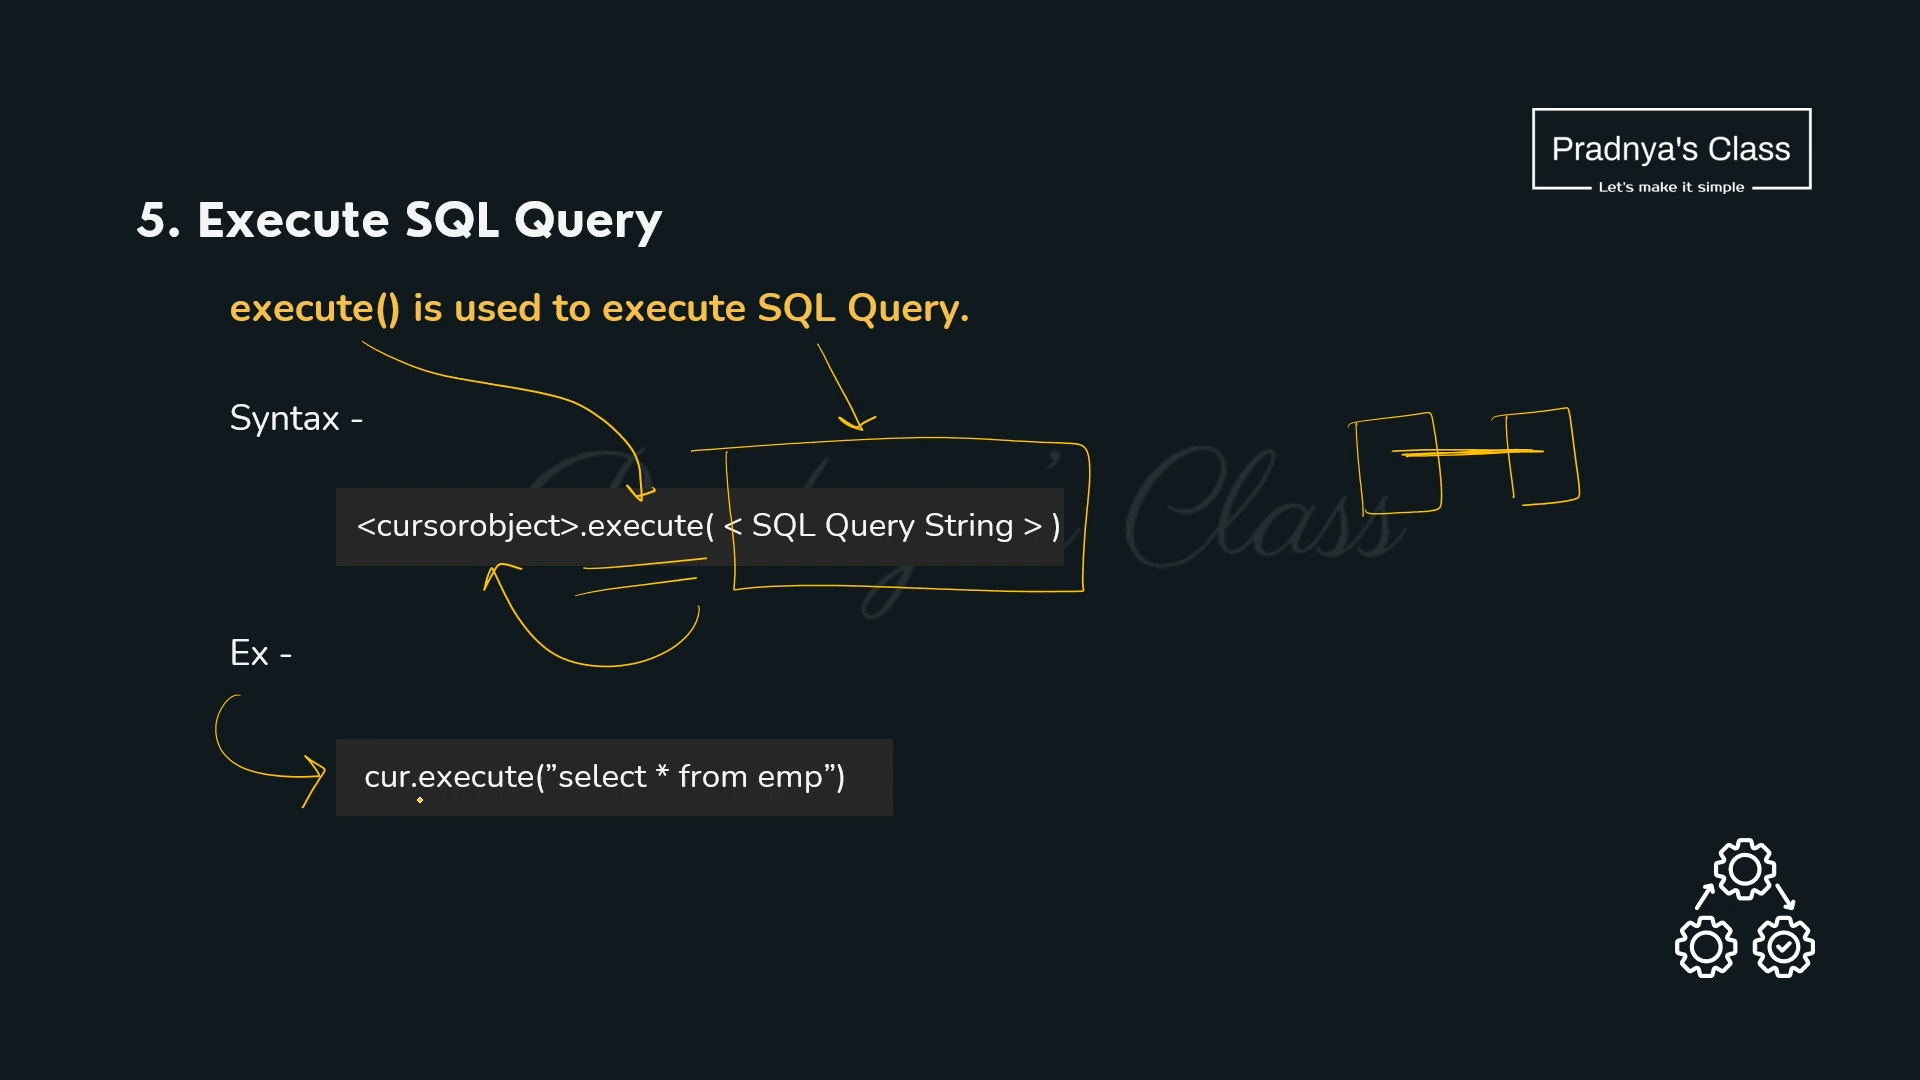 Pradnya's Class
Let's make it simple
5. Execute SQL Query
execute() is used to execute SQL Query.
Syntax -
<cursorobject>.execute( < SQL Query String > )
Ex -
cur.execute(”select * from emp”)